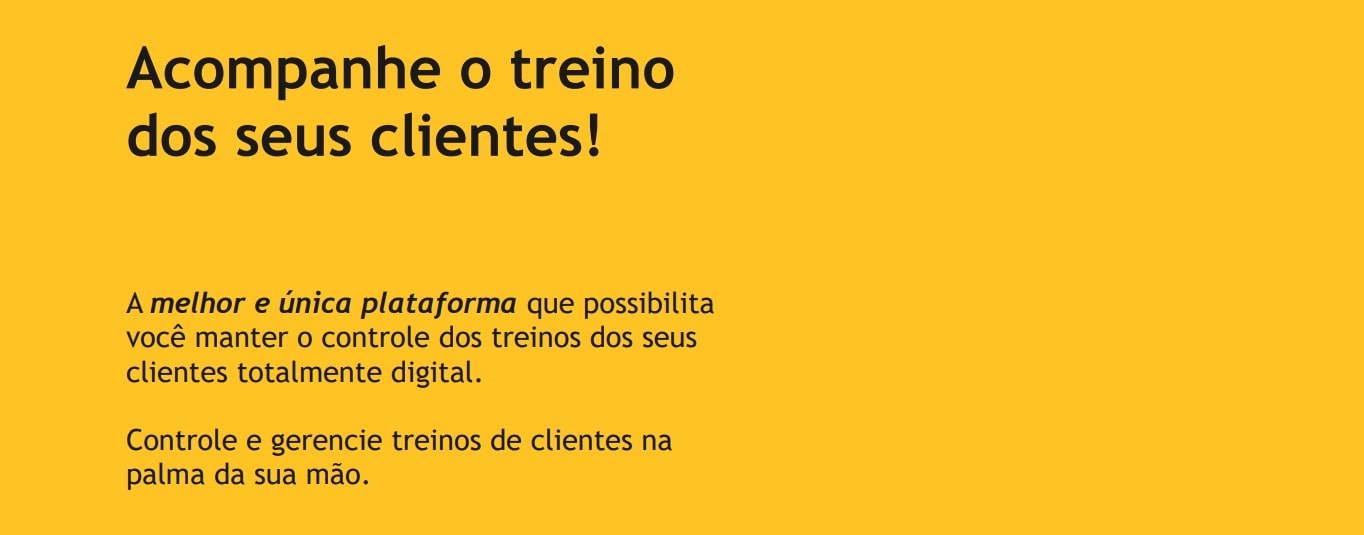 Acompanhe o treino
dos seus clientes!
A melhor e única plataforma que possibilita
você manter o controle dos treinos dos seus
clientes totalmente digital.
Controle e gerencie treinos de clientes na
palma da sua mão.